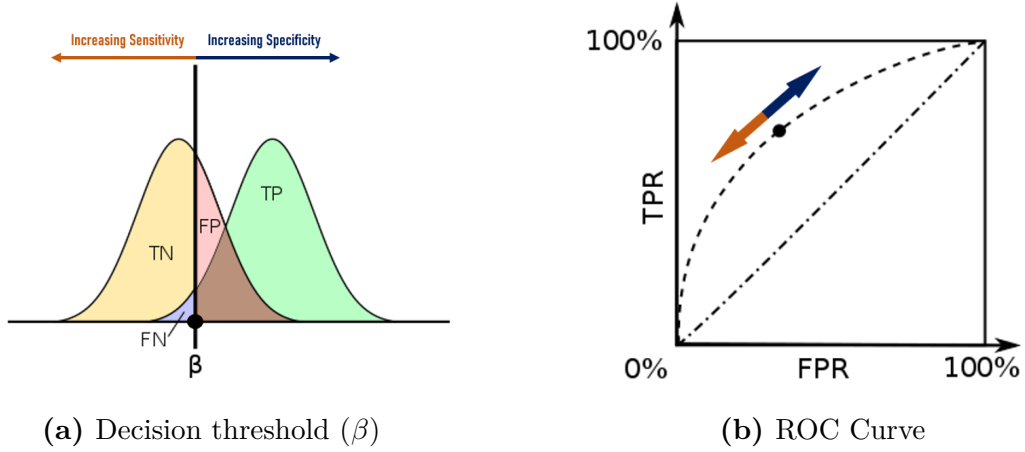 Increasing Sensitivity Increasing Specificity
TN
FP
TP
FN
β
(a) Decision threshold (β)
100%
TPR
0%
FPR
100%
(b) ROC Curve